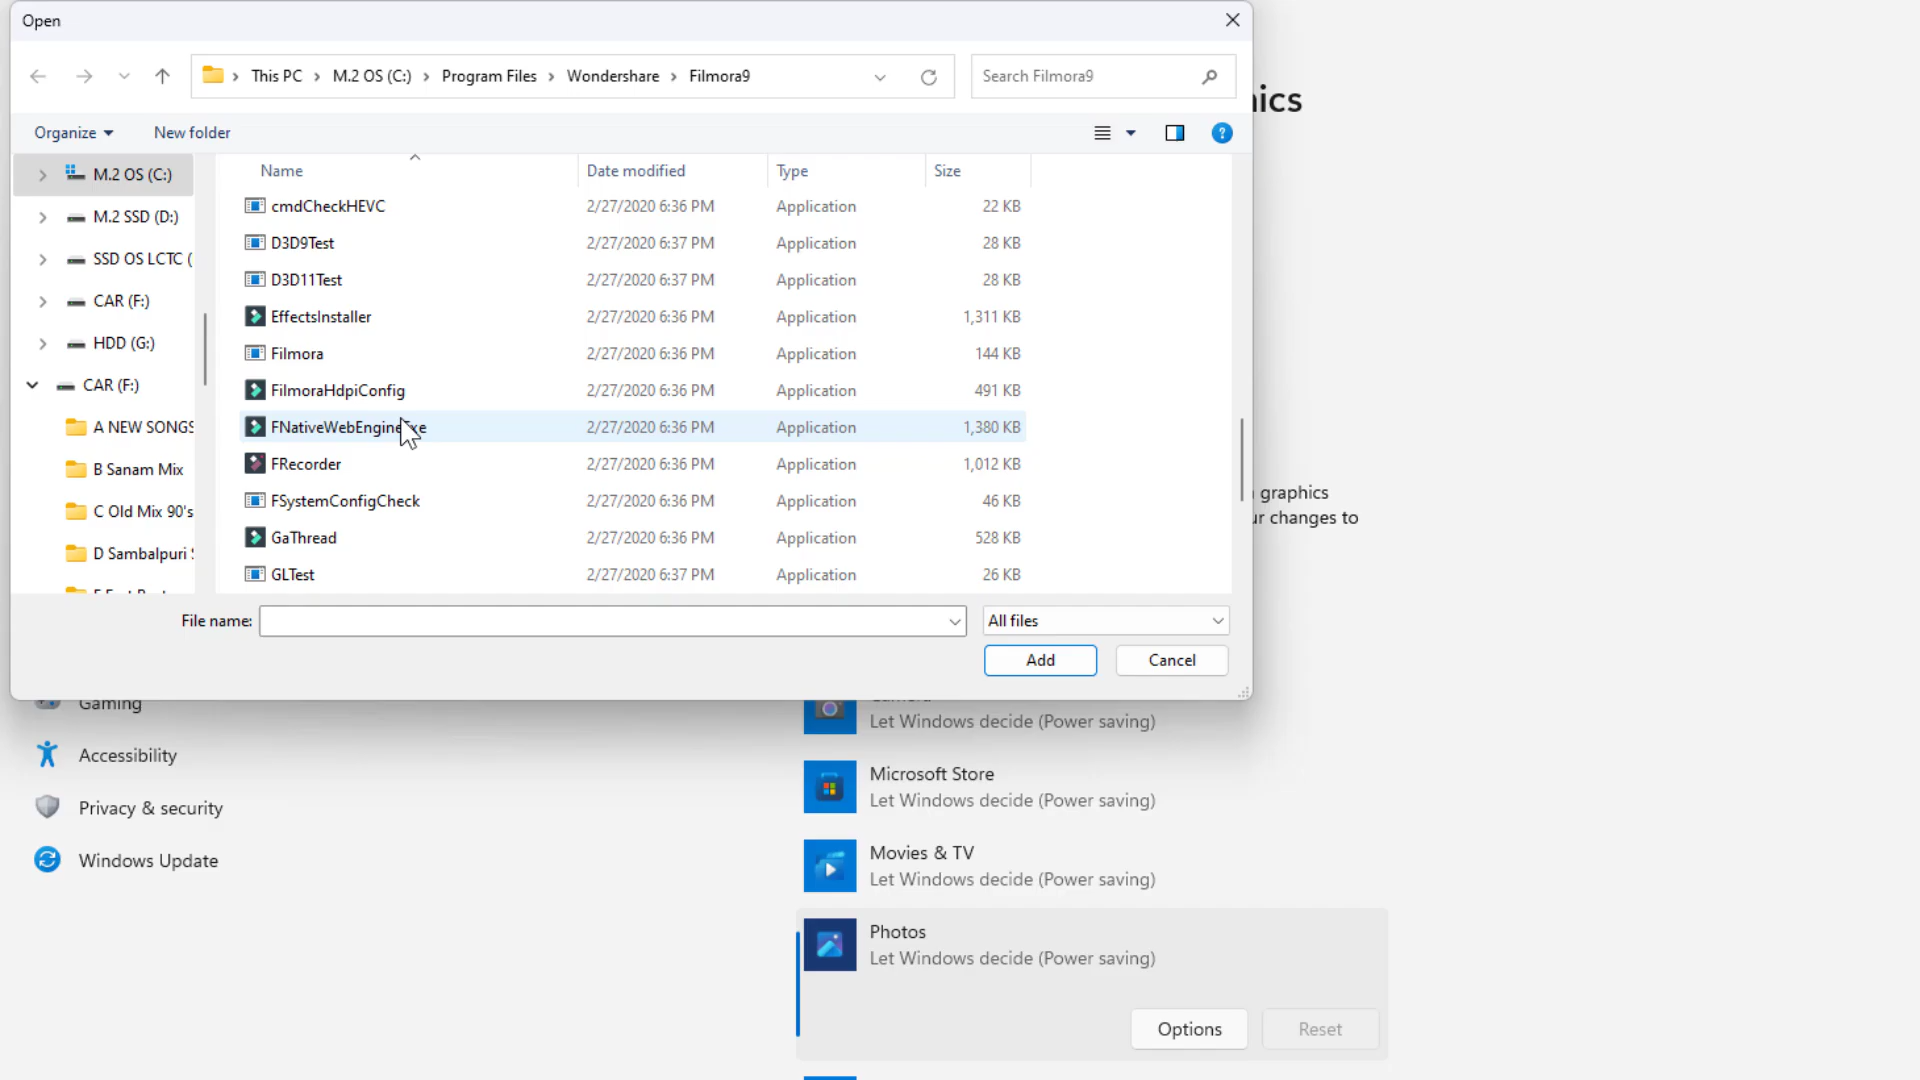 Open
This PC > M.2 OS (C:) > Program Files > Wondershare > Filmora9
Search Filmora9
Organize
New folder
Name
Date modified
Type
Size
M.2 OS (C:)
M.2 SSD (D:)
SSD OS LCTC (
CAR (F:)
HDD (G:)
CAR (F:)
A NEW SONGS
B Sanam Mix
C Old Mix 90's
D Sambalpuri
cmdCheckHEVC 2/27/2020 6:36 PM Application 22 KB
D3D9Test 2/27/2020 6:37 PM Application 28 KB
D3D11Test 2/27/2020 6:37 PM Application 28 KB
EffectsInstaller 2/27/2020 6:36 PM Application 1,311 KB
Filmora 2/27/2020 6:36 PM Application 144 KB
FilmoraHdpiConfig 2/27/2020 6:36 PM Application 491 KB
FNativeWebEngineExe 2/27/2020 6:36 PM Application 1,380 KB
FRecorder 2/27/2020 6:36 PM Application 1,012 KB
FSystemConfigCheck 2/27/2020 6:36 PM Application 46 KB
GaThread 2/27/2020 6:36 PM Application 528 KB
GLTest 2/27/2020 6:37 PM Application 26 KB
File name:
All files
Add
Cancel
graphics
changes to
Gaming
Accessibility
Privacy & security
Windows Update
Let Windows decide (Power saving)
Microsoft Store
Let Windows decide (Power saving)
Movies & TV
Let Windows decide (Power saving)
Photos
Let Windows decide (Power saving)
Options
Reset